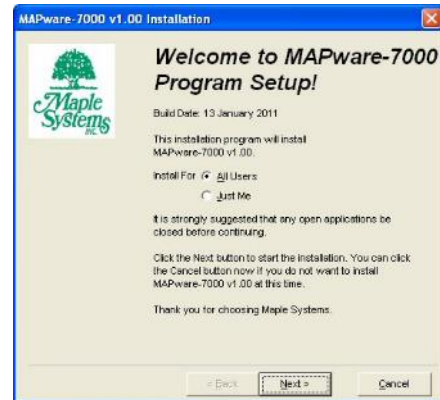 MAPware-7000 v1.00 Installation
Maple
Systems
INC.
Welcome to MAPware-7000
Program Setup!
Build Date: 13 January 2011
This installation program will install
MAPware-7000 v1.00.
Install For All Users
Just Me
It is strongly suggested that any open applications be
closed before continuing.
Click the Next button to start the installation. You can click
the Cancel button now if you do not want to install
MAPware-7000 v1.00 at this time.
Thank you for choosing Maple Systems.
< Back Next > Cancel